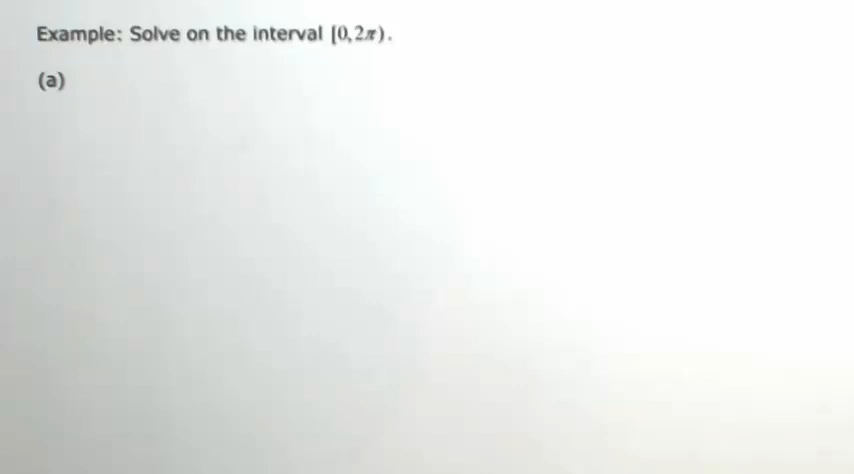 Example: Solve on the interval [0,2π).
(a)